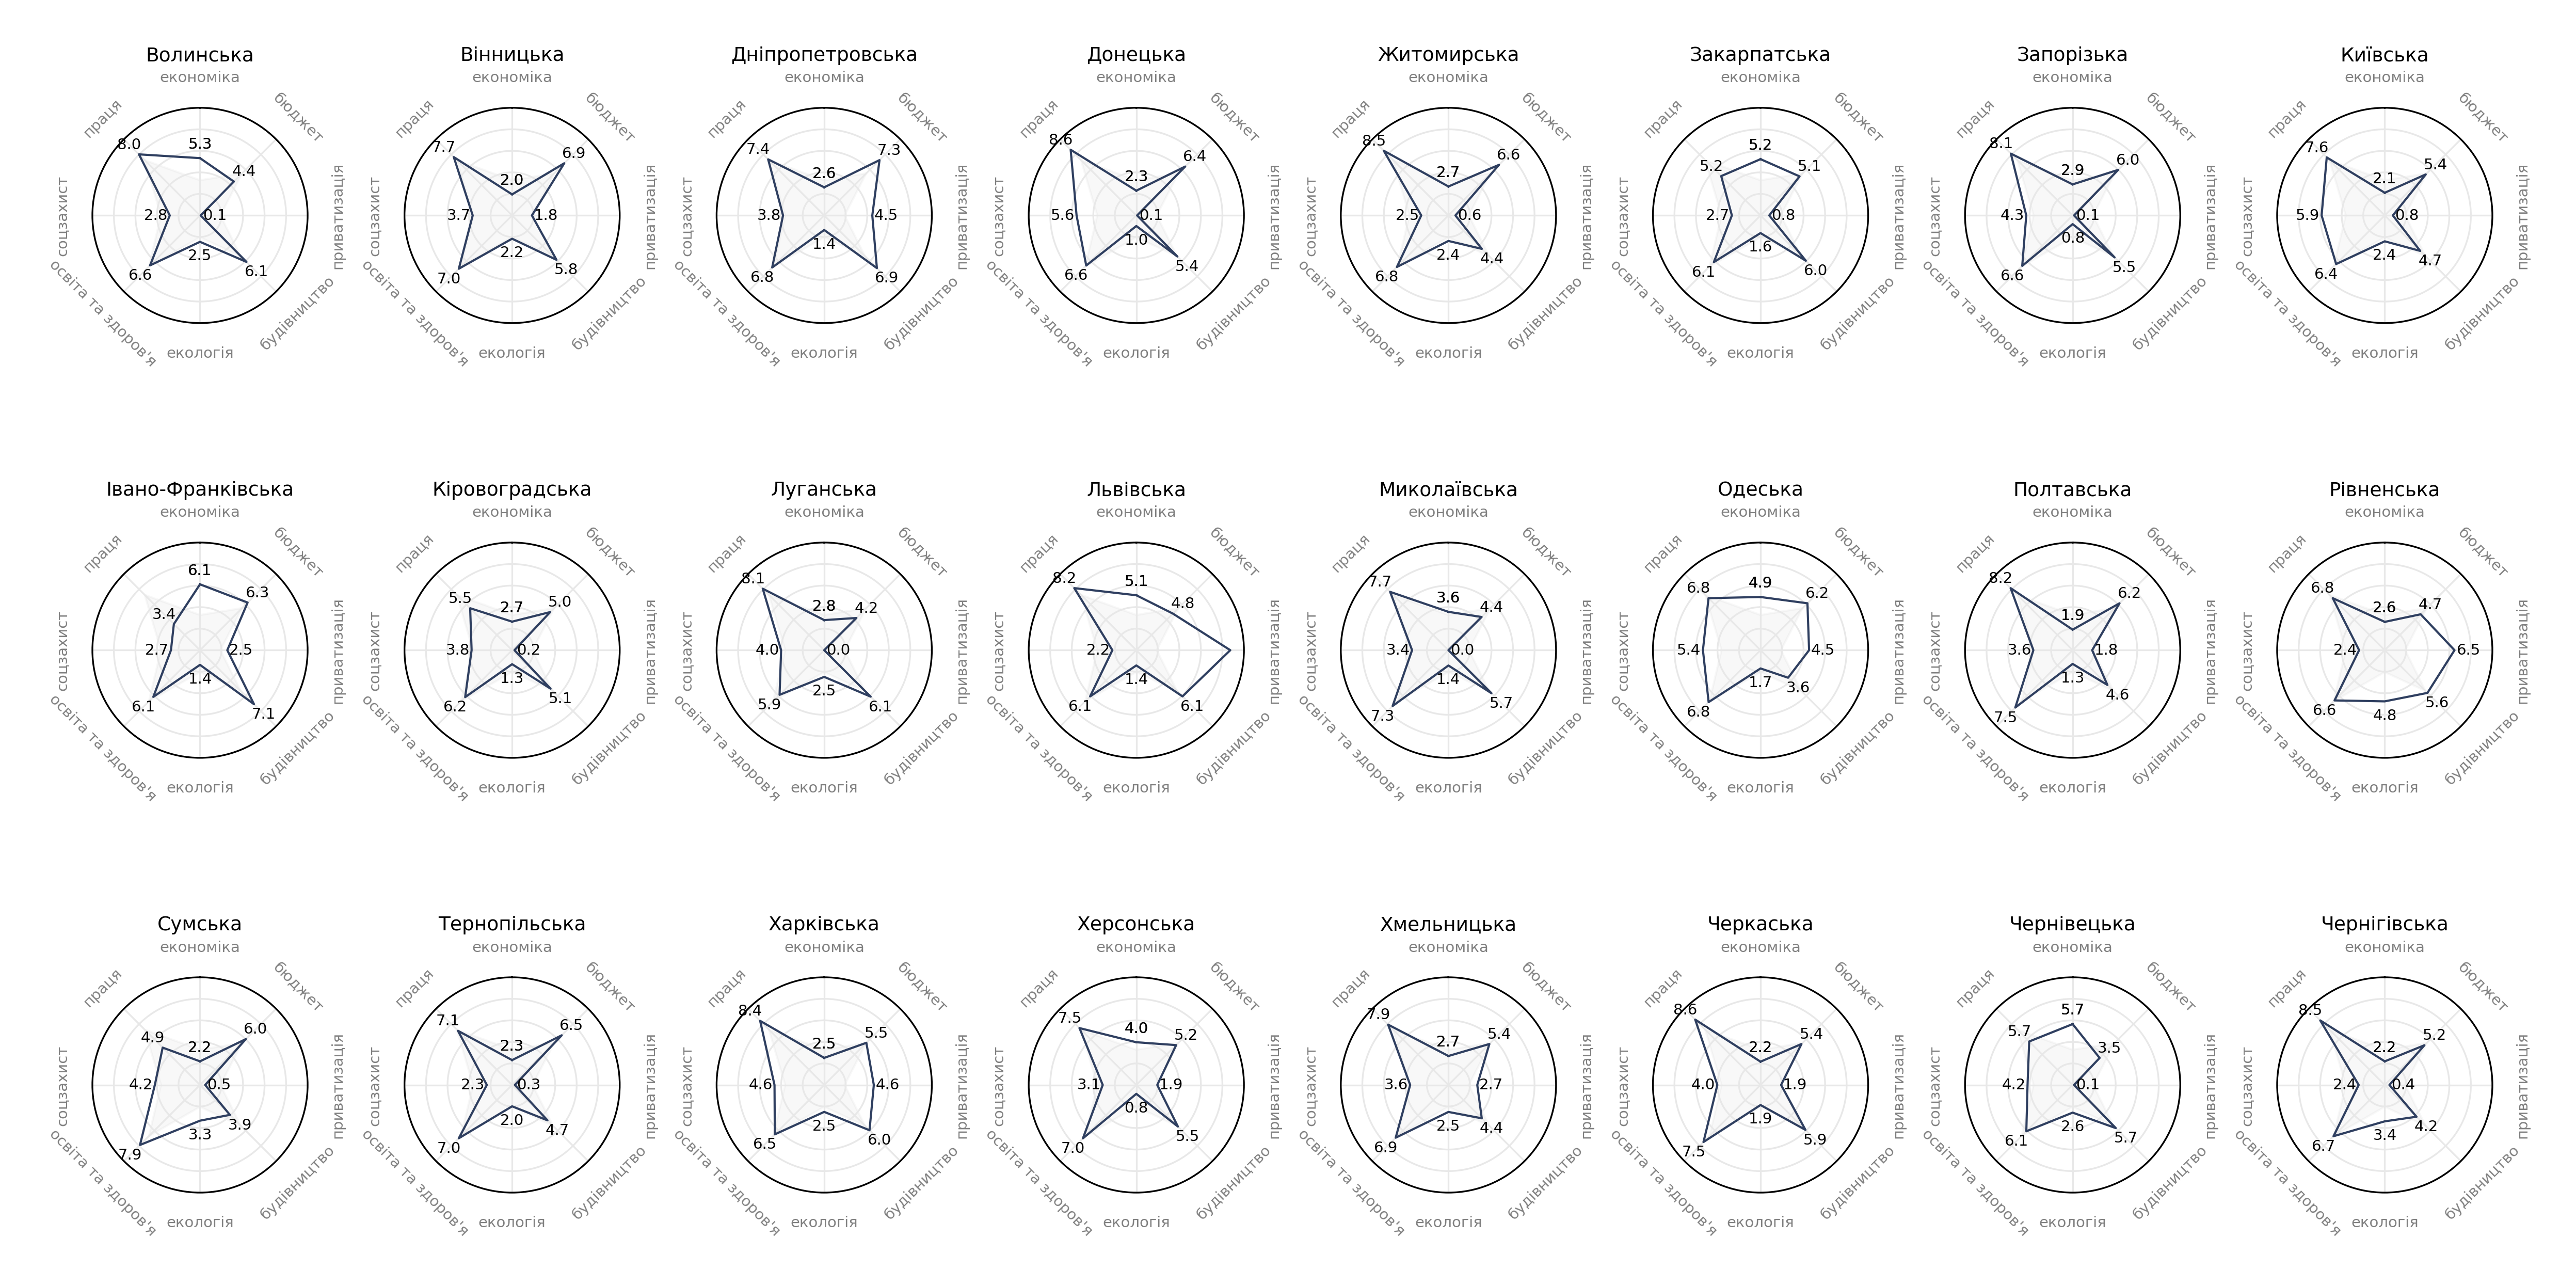 Волинська
економіка
праця
бюджет
8.0
5.3
4.4
соцзахист
2.8
0.1
приватизація
6.6
2.5
6.1
освіта та здоров'я
екологія
будівництво
Вінницька
економіка
праця
бюджет
7.7
2.0
6.9
соцзахист
3.7
1.8
приватизація
7.0
2.2
5.8
освіта та здоров'я
екологія
будівництво
Дніпропетровська
економіка
праця
бюджет
7.4
2.6
7.3
соцзахист
3.8
4.5
приватизація
6.8
1.4
6.9
освіта та здоров'я
екологія
будівництво
Донецька
економіка
праця
бюджет
8.6
2.3
6.4
соцзахист
5.6
0.1
приватизація
6.6
1.0
5.4
освіта та здоров'я
екологія
будівництво
Житомирська
економіка
праця
бюджет
8.5
2.7
6.6
соцзахист
2.5
0.6
приватизація
6.8
2.4
4.4
освіта та здоров'я
екологія
будівництво
Закарпатська
економіка
праця
бюджет
5.2
5.2
5.1
соцзахист
2.7
0.8
приватизація
6.1
1.6
6.0
освіта та здоров'я
екологія
будівництво
Запорізька
економіка
праця
бюджет
8.1
2.9
6.0
соцзахист
4.3
0.1
приватизація
6.6
0.8
5.5
освіта та здоров'я
екологія
будівництво
Київська
економіка
праця
бюджет
7.6
2.1
5.4
соцзахист
5.9
0.8
приватизація
6.4
2.4
4.7
освіта та здоров'я
екологія
будівництво
Івано-Франківська
економіка
праця
бюджет
3.4
6.1
6.3
соцзахист
2.7
2.5
приватизація
6.1
1.4
7.1
освіта та здоров'я
екологія
будівництво
Кіровоградська
економіка
праця
бюджет
5.5
2.7
5.0
соцзахист
3.8
0.2
приватизація
6.2
1.3
5.1
освіта та здоров'я
екологія
будівництво
Луганська
економіка
праця
бюджет
8.1
2.8
4.2
соцзахист
4.0
0.0
приватизація
5.9
2.5
6.1
освіта та здоров'я
екологія
будівництво
Львівська
економіка
праця
бюджет
8.2
5.1
4.8
соцзахист
2.2
приватизація
6.1
1.4
6.1
освіта та здоров'я
екологія
будівництво
Миколаївська
економіка
праця
бюджет
7.7
3.6
4.4
соцзахист
3.4
0.0
приватизація
7.3
1.4
5.7
освіта та здоров'я
екологія
будівництво
Одеська
економіка
праця
бюджет
6.8
4.9
6.2
соцзахист
5.4
4.5
приватизація
6.8
1.7
3.6
освіта та здоров'я
екологія
будівництво
Полтавська
економіка
праця
бюджет
8.2
1.9
6.2
соцзахист
3.6
1.8
приватизація
7.5
1.3
4.6
освіта та здоров'я
екологія
будівництво
Рівненська
економіка
праця
бюджет
6.8
2.6
4.7
соцзахист
2.4
6.5
приватизація
6.6
4.8
5.6
освіта та здоров'я
екологія
будівництво
Сумська
економіка
праця
бюджет
4.9
2.2
6.0
соцзахист
4.2
0.5
приватизація
7.9
3.3
3.9
освіта та здоров'я
екологія
будівництво
Тернопільська
економіка
праця
бюджет
7.1
2.3
6.5
соцзахист
2.3
0.3
приватизація
7.0
2.0
4.7
освіта та здоров'я
екологія
будівництво
Харківська
економіка
праця
бюджет
8.4
2.5
5.5
соцзахист
4.6
4.6
приватизація
6.5
2.5
6.0
освіта та здоров'я
екологія
будівництво
Херсонська
економіка
праця
бюджет
7.5
4.0
5.2
соцзахист
3.1
1.9
приватизація
7.0
0.8
5.5
освіта та здоров'я
екологія
будівництво
Хмельницька
економіка
праця
бюджет
7.9
2.7
5.4
соцзахист
3.6
2.7
приватизація
6.9
2.5
4.4
освіта та здоров'я
екологія
будівництво
Черкаська
економіка
праця
бюджет
8.6
2.2
5.4
соцзахист
4.0
1.9
приватизація
7.5
1.9
5.9
освіта та здоров'я
екологія
будівництво
Чернівецька
економіка
праця
бюджет
5.7
5.7
3.5
соцзахист
4.2
0.1
приватизація
6.1
2.6
5.7
освіта та здоров'я
екологія
будівництво
Чернігівська
економіка
праця
бюджет
8.5
2.2
5.2
соцзахист
2.4
0.4
приватизація
6.7
3.4
4.2
освіта та здоров'я
екологія
будівництво